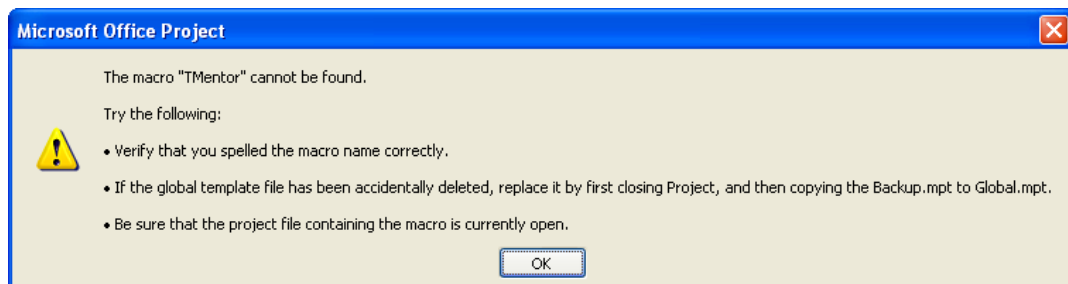 Microsoft Office Project
The macro "TMentor" cannot be found.
Try the following:
• Verify that you spelled the macro name correctly.
• If the global template file has been accidentally deleted, replace it by first closing Project, and then copying the Backup.mpt to Global.mpt.
• Be sure that the project file containing the macro is currently open.
OK